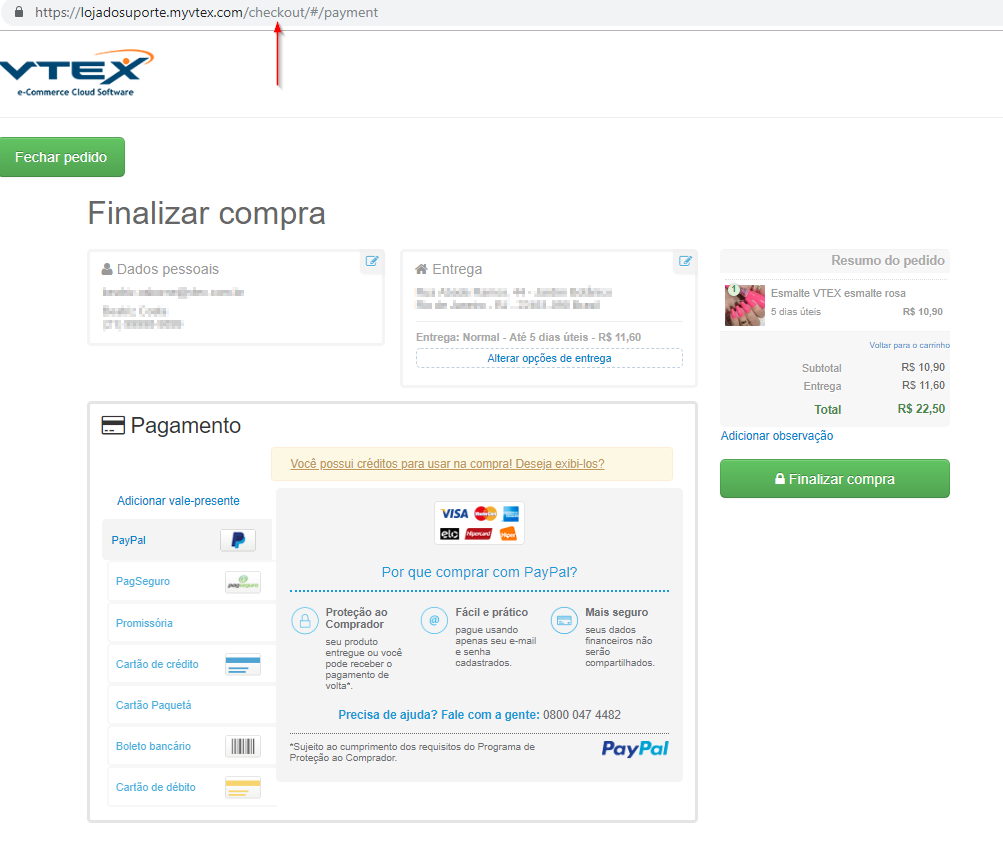 https://lojadosuporte.myvtex.com/checkout/#/payment
VTEX
e-Commerce Cloud Software
Fechar pedido
Finalizar compra
Dados pessoais
Entrega
Entrega: Normal - Até 5 dias úteis - R$ 11,60
Alterar opções de entrega
Resumo do pedido
1
Esmalte VTEX esmalte rosa
5 dias úteis R$ 10,90
Voltar para o carrinho
Subtotal R$ 10,90
Entrega R$ 11,60
Total R$ 22,50
Adicionar observação
Finalizar compra
Pagamento
Você possui créditos para usar na compra! Deseja exibi-los?
Adicionar vale-presente
PayPal
PagSeguro
pagseguro
Promissória
Cartão de crédito
Cartão Paquetá
Boleto bancário
Cartão de débito
VISA MasterCard
elo Hipercard Hiper
Por que comprar com PayPal?
Proteção ao
Comprador
seu produto
entregue ou você
pode receber o
pagamento de
volta*.
@
Fácil e prático
pague usando
apenas seu e-mail
e senha
cadastrados.
Mais seguro
seus dados
financeiros não
serão
compartilhados.
Precisa de ajuda? Fale com a gente: 0800 047 4482
*Sujeito ao cumprimento dos requisitos do Programa de
Proteção ao Comprador.
PayPal